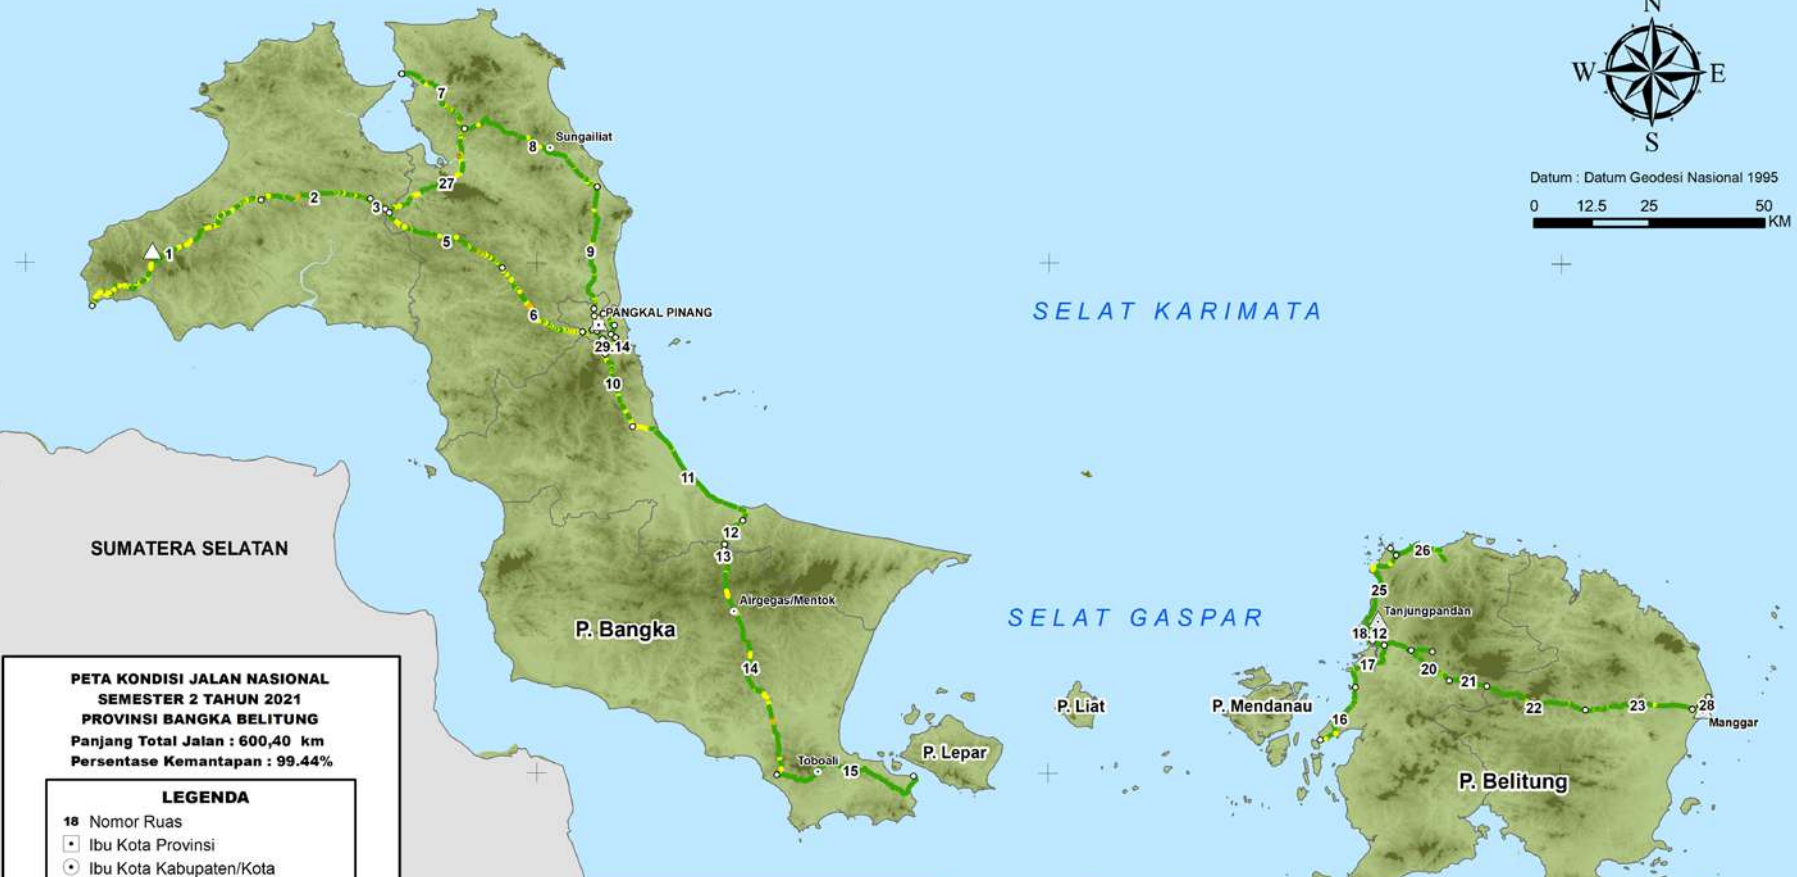 N
W E
S
Datum : Datum Geodesi Nasional 1995
0 12.5 25 50
KM
7
Sungailiat
8
27
2
3
5
1
9
6
PANGKAL PINANG
29.14
10
SELAT KARIMATA
11
12
13
SUMATERA SELATAN
Airgegas/Mentok
P. Bangka
14
Toboali
15
P. Lepar
SELAT GASPAR
P. Liat
P. Mendanau
26
25
Tanjungpandan
18.12
17
20
21
16
22
23
28
Manggar
P. Belitung
PETA KONDISI JALAN NASIONAL
SEMESTER 2 TAHUN 2021
PROVINSI BANGKA BELITUNG
Panjang Total Jalan : 600,40 km
Persentase Kemantapan : 99.44%
LEGENDA
18 Nomor Ruas
Ibu Kota Provinsi
Ibu Kota Kabupaten/Kota